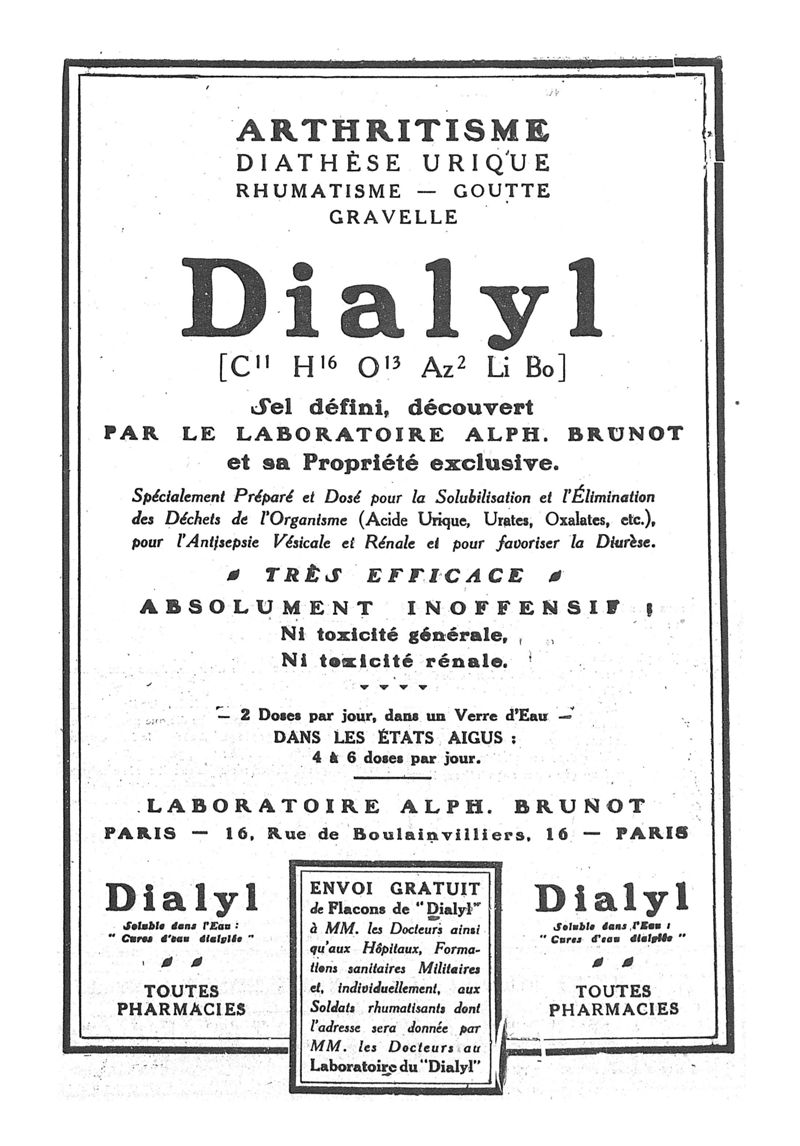 ARTHRITISME
DIATHÈSE URIQUE
RHUMATISME — GOUTTE
GRAVELLE
Dialyl
[C¹¹ H¹⁶ O¹³ Az² Li Bo]
Sel défini, découvert
PAR LE LABORATOIRE ALPH. BRUNOT
et sa Propriété exclusive.
Spécialement Préparé et Dosé pour la Solubilisation et l'Élimination
des Déchets de l'Organisme (Acide Urique, Urates, Oxalates, etc.),
pour l'Antisepsie Vésicale et Rénale et pour favoriser la Diurèse.
TRÈS EFFICACE
ABSOLUMENT INOFFENSIF :
Ni toxicité générale,
Ni toxicité rénale.
— 2 Doses par jour, dans un Verre d'Eau —
DANS LES ÉTATS AIGUS :
4 à 6 doses par jour.
LABORATOIRE ALPH. BRUNOT
PARIS — 16, Rue de Boulainvilliers, 16 — PARIS
Dialyl
Soluble dans l'Eau :
" Cures d'eau dialylée "
TOUTES
PHARMACIES
ENVOI GRATUIT
de Flacons de "Dialyl"
à MM. les Docteurs ainsi
qu'aux Hôpitaux, Forma-
tions sanitaires Militaires
et, individuellement, aux
Soldats rhumatisants dont
l'adresse sera donnée par
MM. les Docteurs au
Laboratoire du "Dialyl"
Dialyl
Soluble dans l'Eau :
" Cures d'eau dialylée "
TOUTES
PHARMACIES